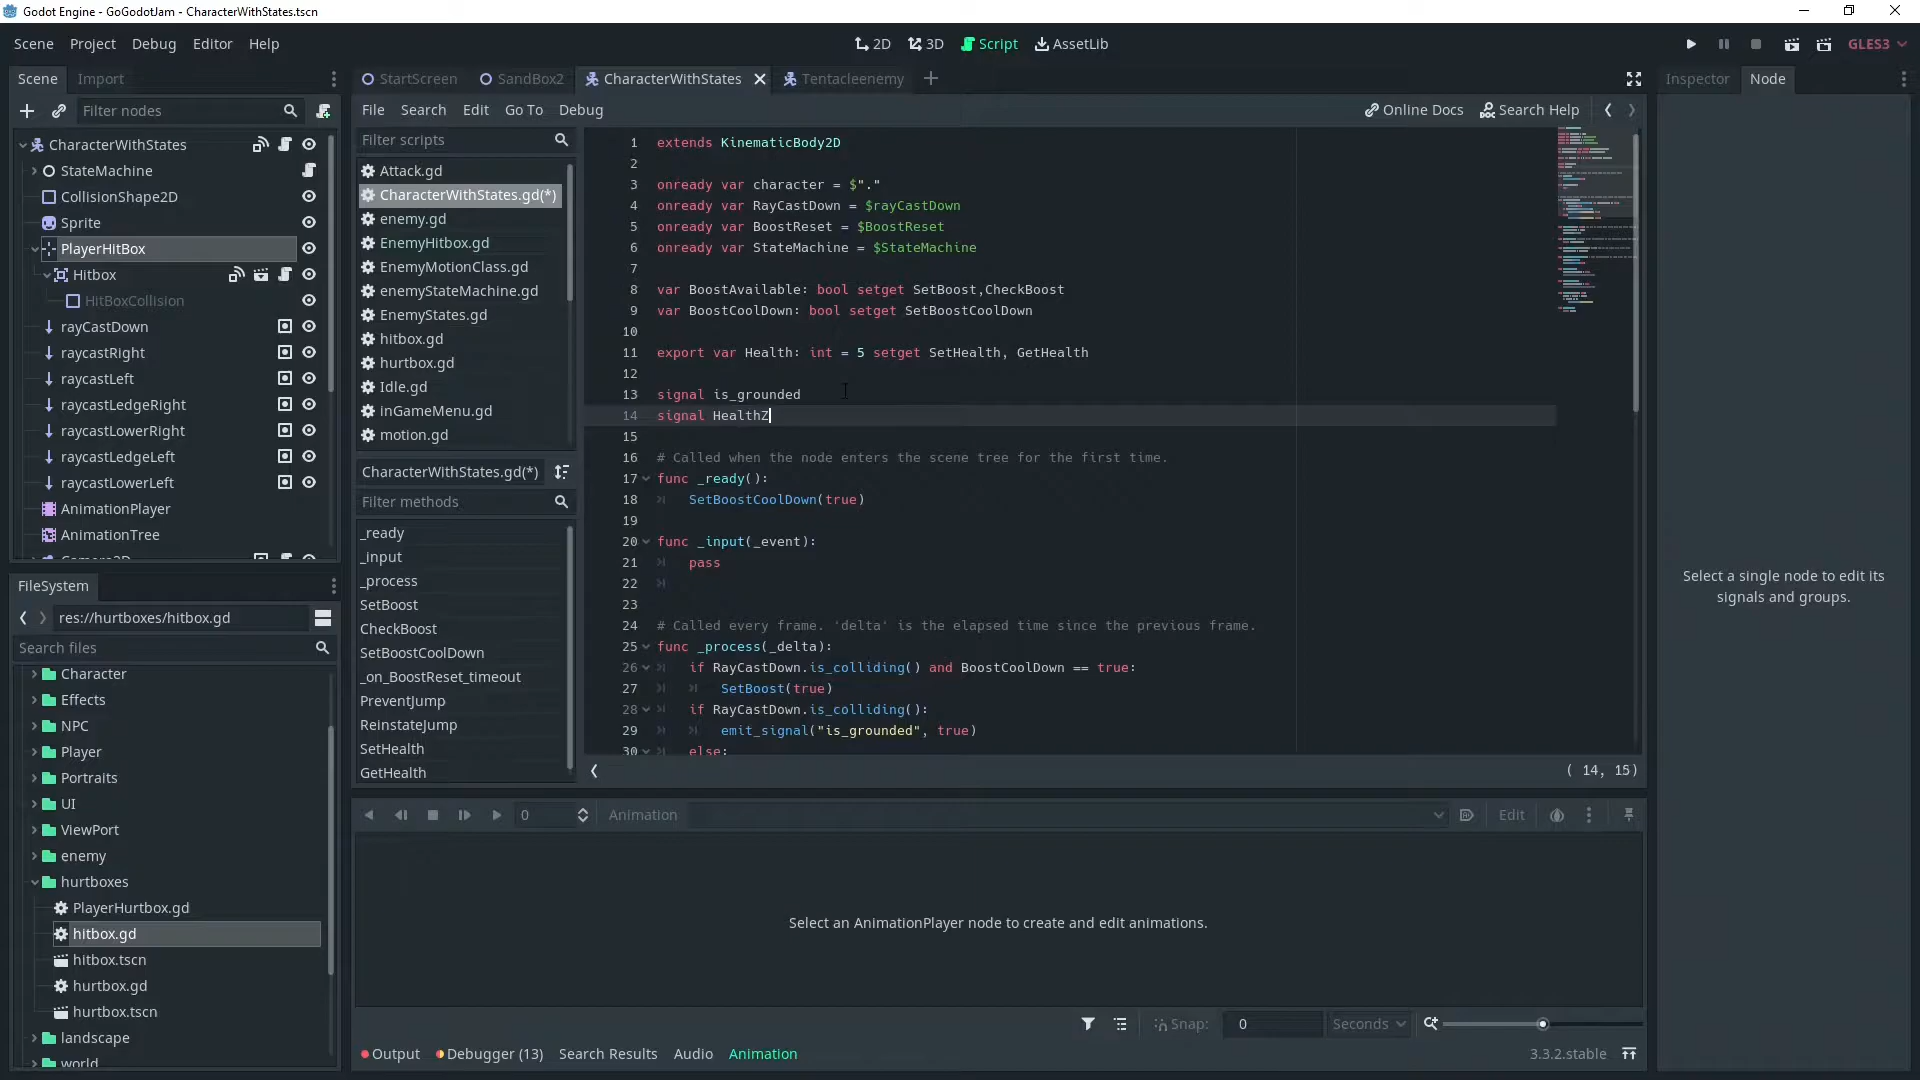 Godot Engine - GoGodotJam - CharacterWithStates.tscn
Scene Project Debug Editor Help
2D 3D Script AssetLib
GLES3
Scene Import
Filter nodes
CharacterWithStates
StateMachine
CollisionShape2D
Sprite
PlayerHitBox
Hitbox
HitBoxCollision
rayCastDown
raycastRight
raycastLeft
raycastLedgeRight
raycastLowerRight
raycastLedgeLeft
raycastLowerLeft
AnimationPlayer
AnimationTree
Camera2D
FileSystem
res://hurtboxes/hitbox.gd
Search files
Character
Effects
NPC
Player
Portraits
UI
ViewPort
enemy
hurtboxes
PlayerHurtbox.gd
hitbox.gd
hitbox.tscn
hurtbox.gd
hurtbox.tscn
landscape
world
StartScreen SandBox2 CharacterWithStates Tentacleenemy
File Search Edit Go To Debug
Online Docs Search Help
Filter scripts
Attack.gd
CharacterWithStates.gd(*)
enemy.gd
EnemyHitbox.gd
EnemyMotionClass.gd
enemyStateMachine.gd
EnemyStates.gd
hitbox.gd
hurtbox.gd
Idle.gd
inGameMenu.gd
motion.gd
CharacterWithStates.gd(*)
Filter methods
_ready
_input
_process
SetBoost
CheckBoost
SetBoostCoolDown
_on_BoostReset_timeout
PreventJump
ReinstateJump
SetHealth
GetHealth
1 extends KinematicBody2D
2
3 onready var character = $"."
4 onready var RayCastDown = $rayCastDown
5 onready var BoostReset = $BoostReset
6 onready var StateMachine = $StateMachine
7
8 var BoostAvailable: bool setget SetBoost,CheckBoost
9 var BoostCoolDown: bool setget SetBoostCoolDown
10
11 export var Health: int = 5 setget SetHealth, GetHealth
12
13 signal is_grounded
14 signal HealthZ
15
16 # Called when the node enters the scene tree for the first time.
17 func _ready():
18 SetBoostCoolDown(true)
19
20 func _input(_event):
21 pass
22
23
24 # Called every frame. 'delta' is the elapsed time since the previous frame.
25 func _process(_delta):
26 if RayCastDown.is_colliding() and BoostCoolDown == true:
27 SetBoost(true)
28 if RayCastDown.is_colliding():
29 emit_signal("is_grounded", true)
30 else:
( 14, 15)
0 Animation Edit
Select an AnimationPlayer node to create and edit animations.
Snap: 0 Seconds
Output Debugger (13) Search Results Audio Animation
3.3.2.stable
Inspector Node
Select a single node to edit its
signals and groups.